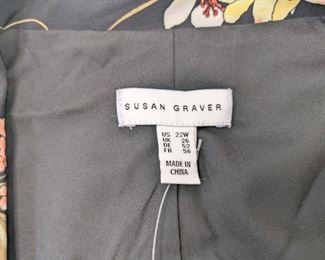 SUSAN GRAVER
US 22W
UK 26
DE 52
FR 56
MADE IN
CHINA